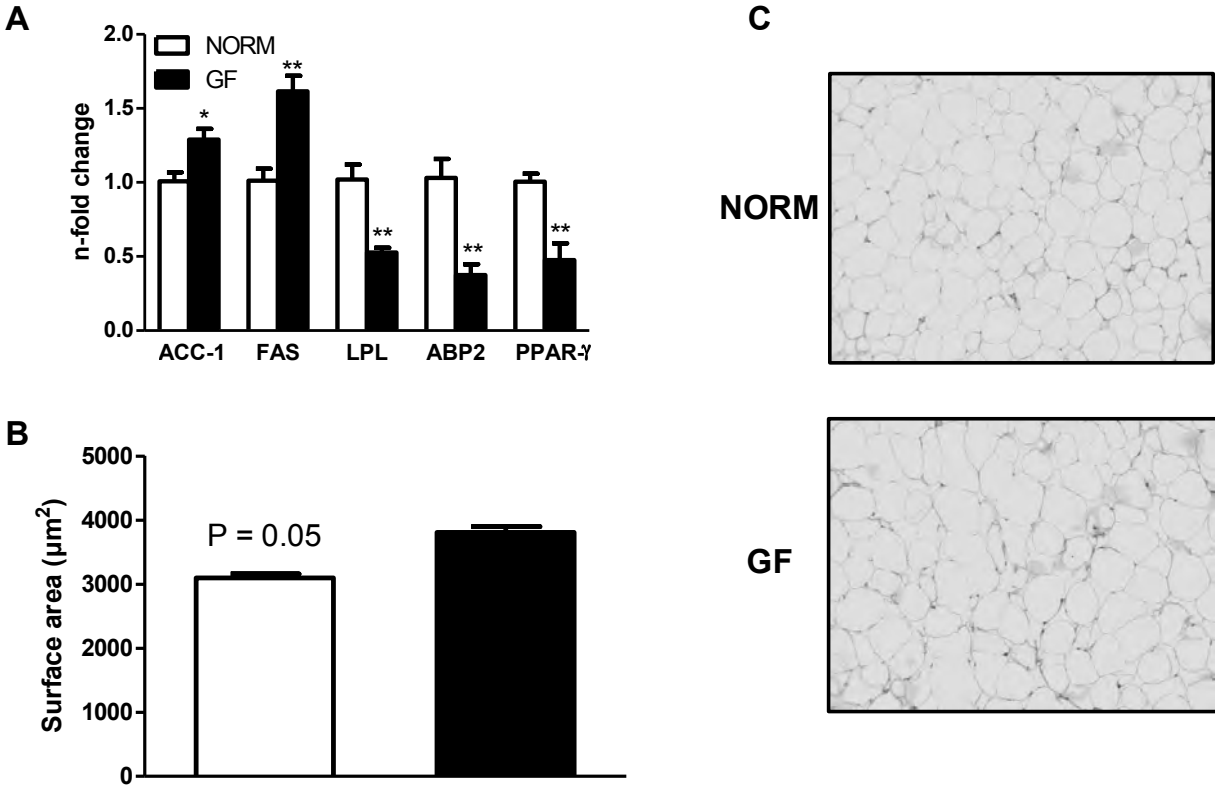 A
n-fold change
2.0
1.5
1.0
0.5
0.0
NORM
GF
*
**
**
**
**
ACC-1 FAS LPL ABP2 PPAR-γ
B
Surface area (µm²)
5000
4000
3000
2000
1000
0
P = 0.05
C
NORM
GF